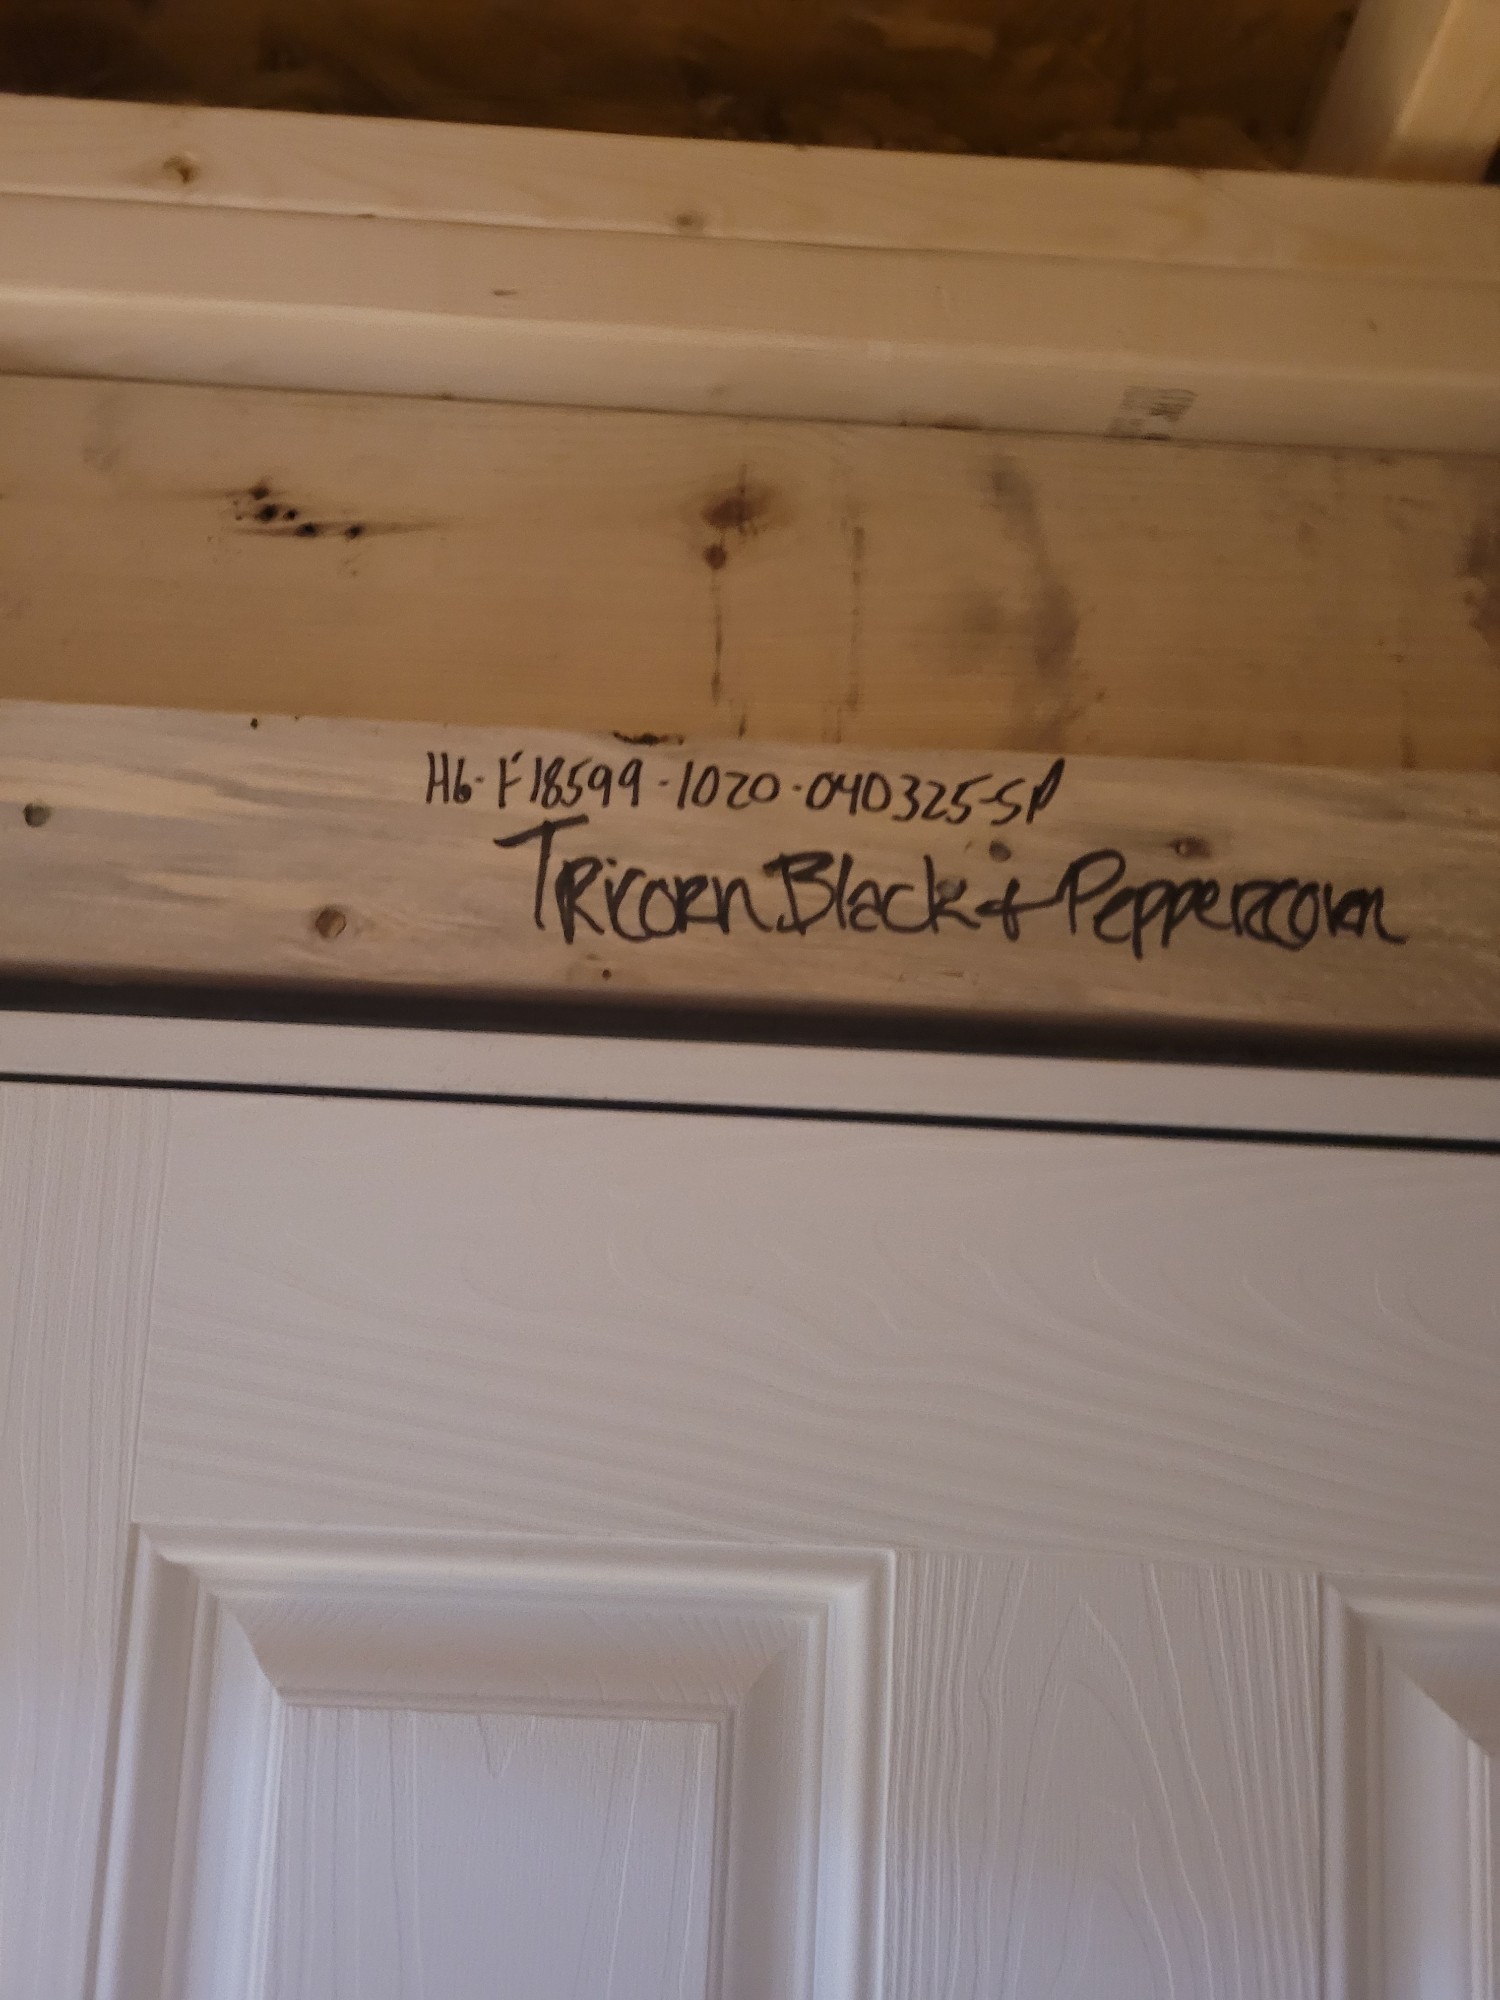 H6-F18599-1020-040325-SP
Tricorn Black + Peppercorn